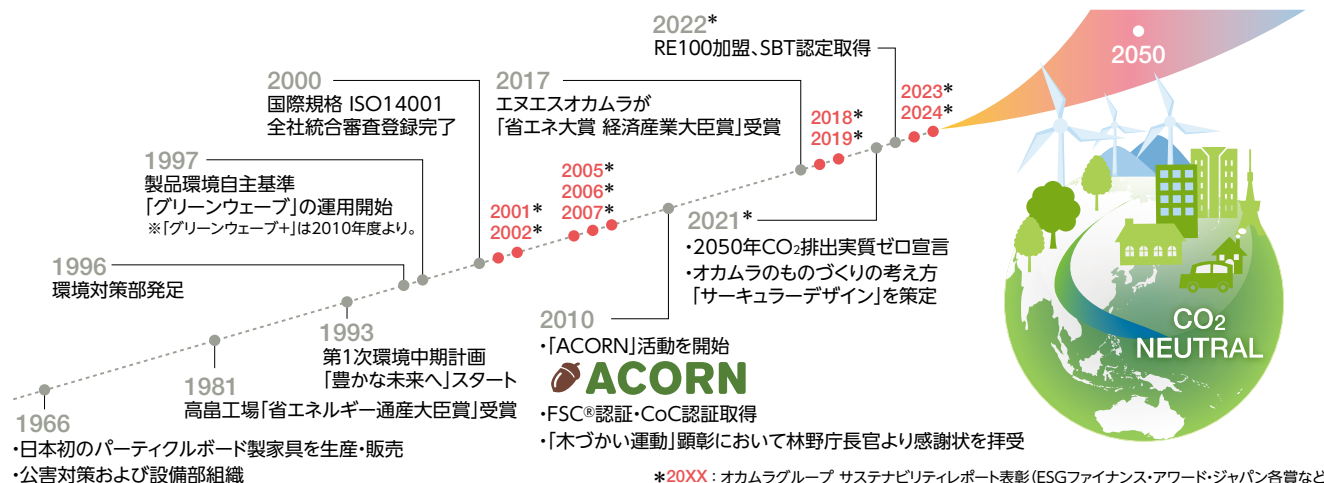 1966
・日本初のパーティクルボード製家具を生産・販売
・公害対策および設備部組織
1981
高畠工場「省エネルギー通産大臣賞」受賞
1993
第1次環境中期計画
「豊かな未来へ」スタート
1996
環境対策部発足
1997
製品環境自主基準
「グリーンウェーブ」の運用開始
※「グリーンウェーブ+」は2010年度より。
2000
国際規格 ISO14001
全社統合審査登録完了
2001*
2002*
2005*
2006*
2007*
2010
・「ACORN」活動を開始
ACORN
・FSC®認証・CoC認証取得
・「木づかい運動」顕彰において林野庁長官より感謝状を拝受
2017
エヌエスオカムラが
「省エネ大賞 経済産業大臣賞」受賞
2018*
2019*
2021*
・2050年CO₂排出実質ゼロ宣言
・オカムラのものづくりの考え方
「サーキュラーデザイン」を策定
2022*
RE100加盟、SBT認定取得
2023*
2024*
2050
CO₂
NEUTRAL
*20XX：オカムラグループ サステナビリティレポート表彰（ESGファイナンス・アワード・ジャパン各賞など